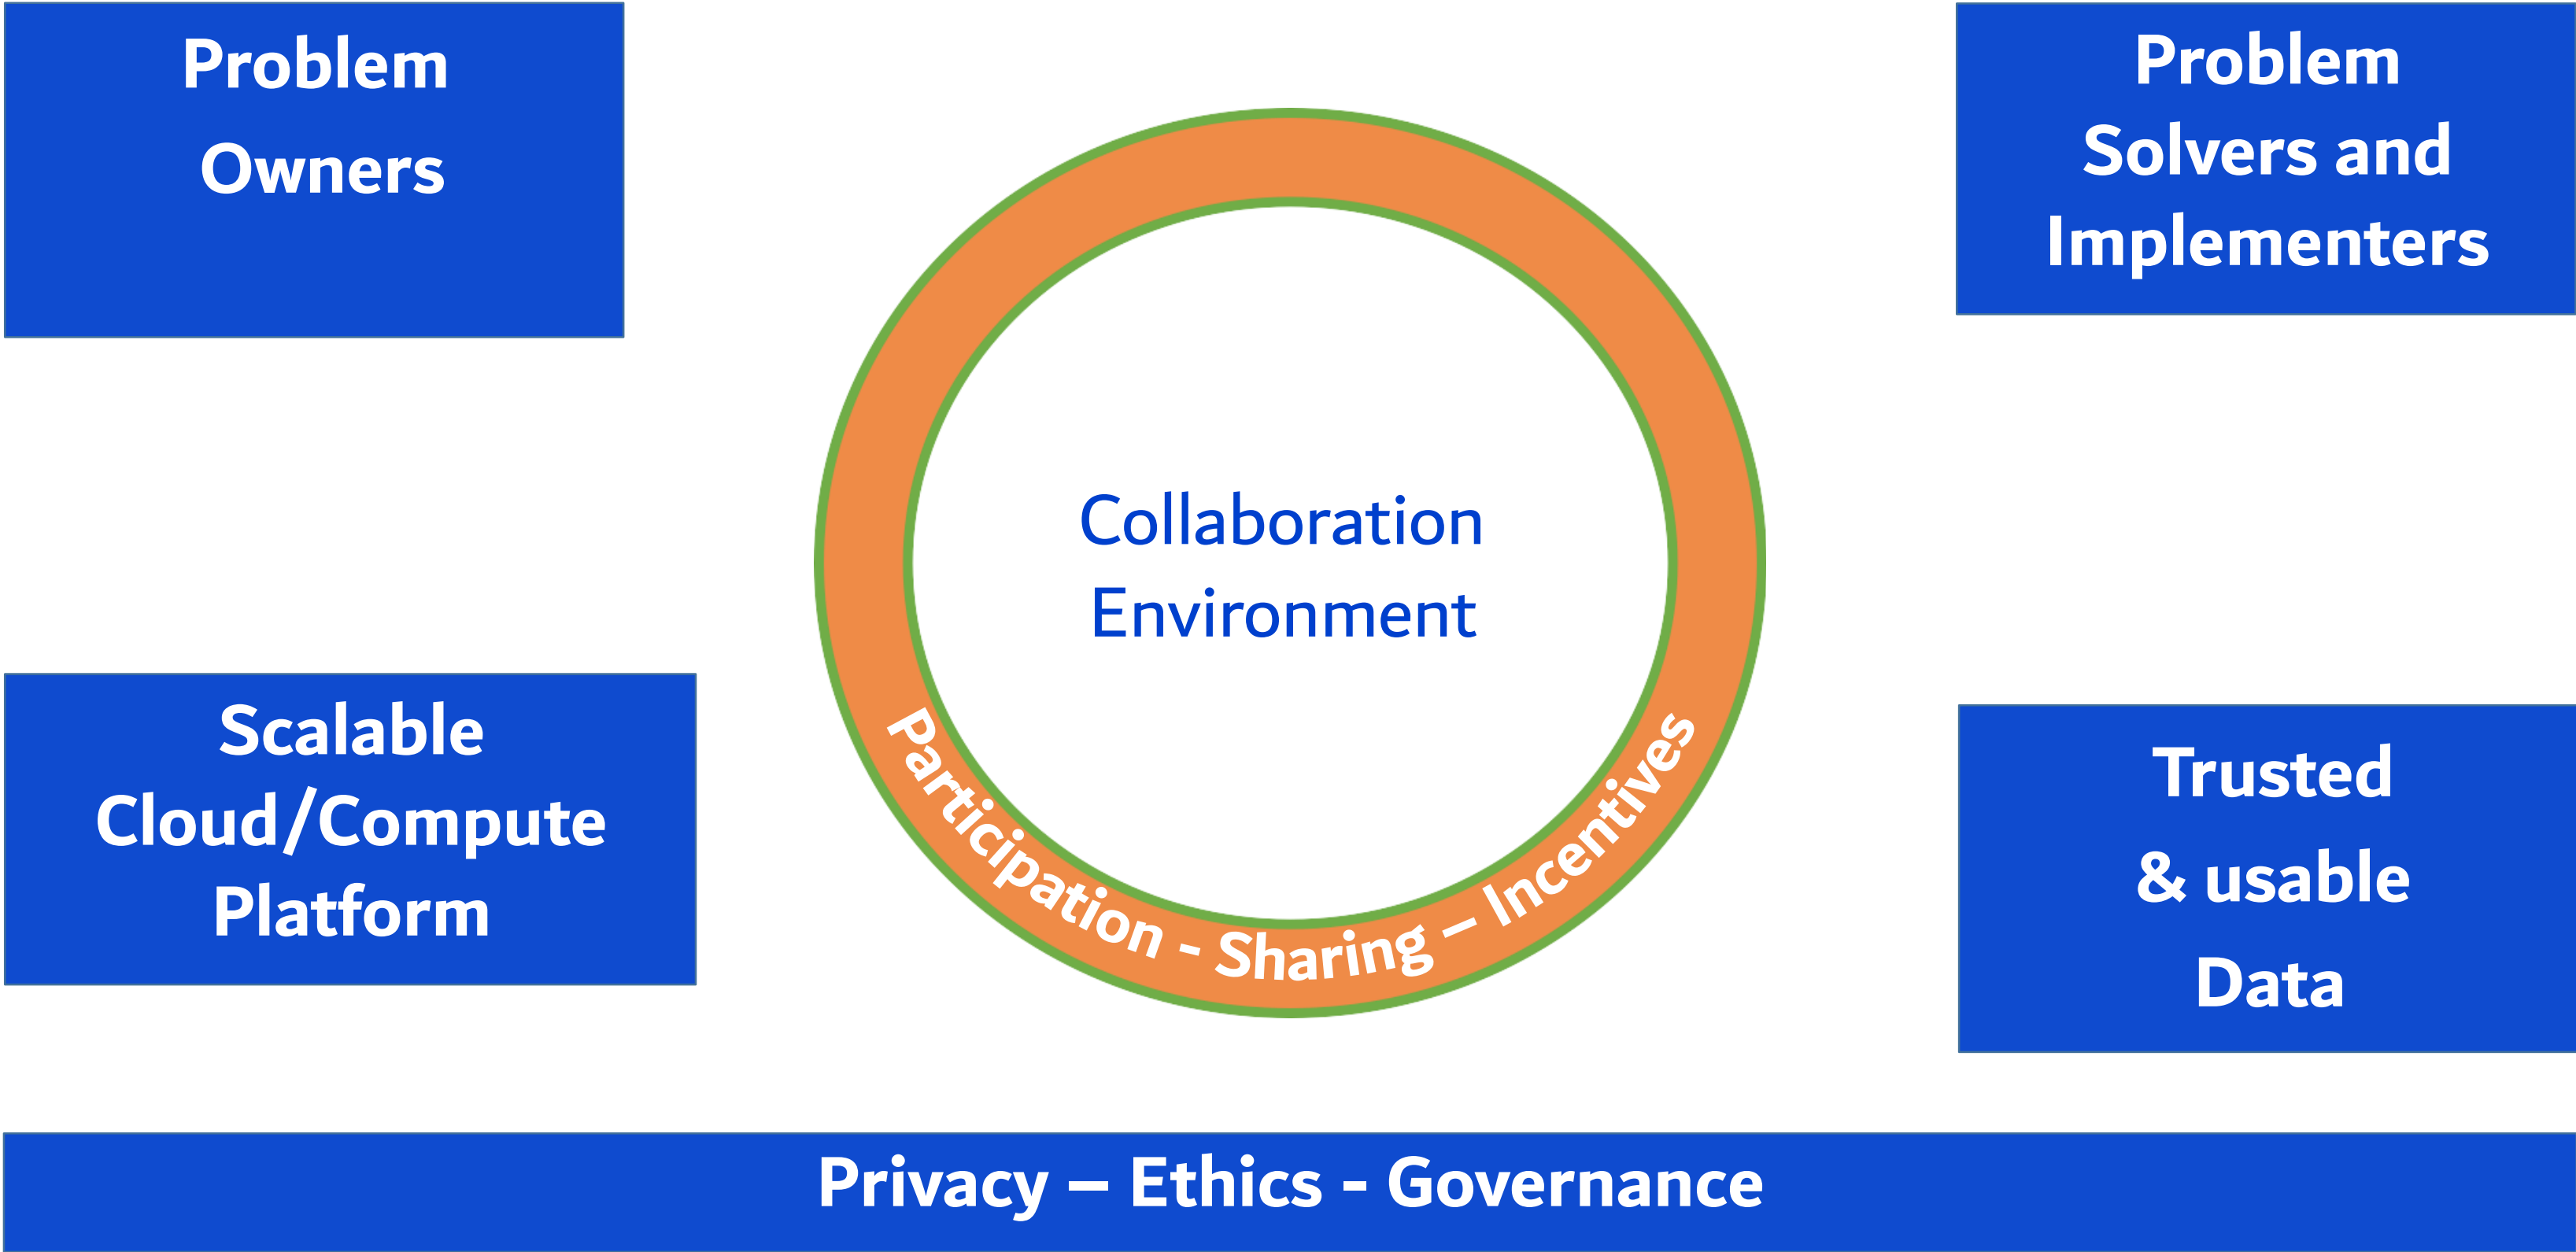 Problem
Owners
Problem
Solvers and
Implementers
Collaboration
Environment
Participation - Sharing – Incentives
Scalable
Cloud/Compute
Platform
Trusted
& usable
Data
Privacy – Ethics - Governance